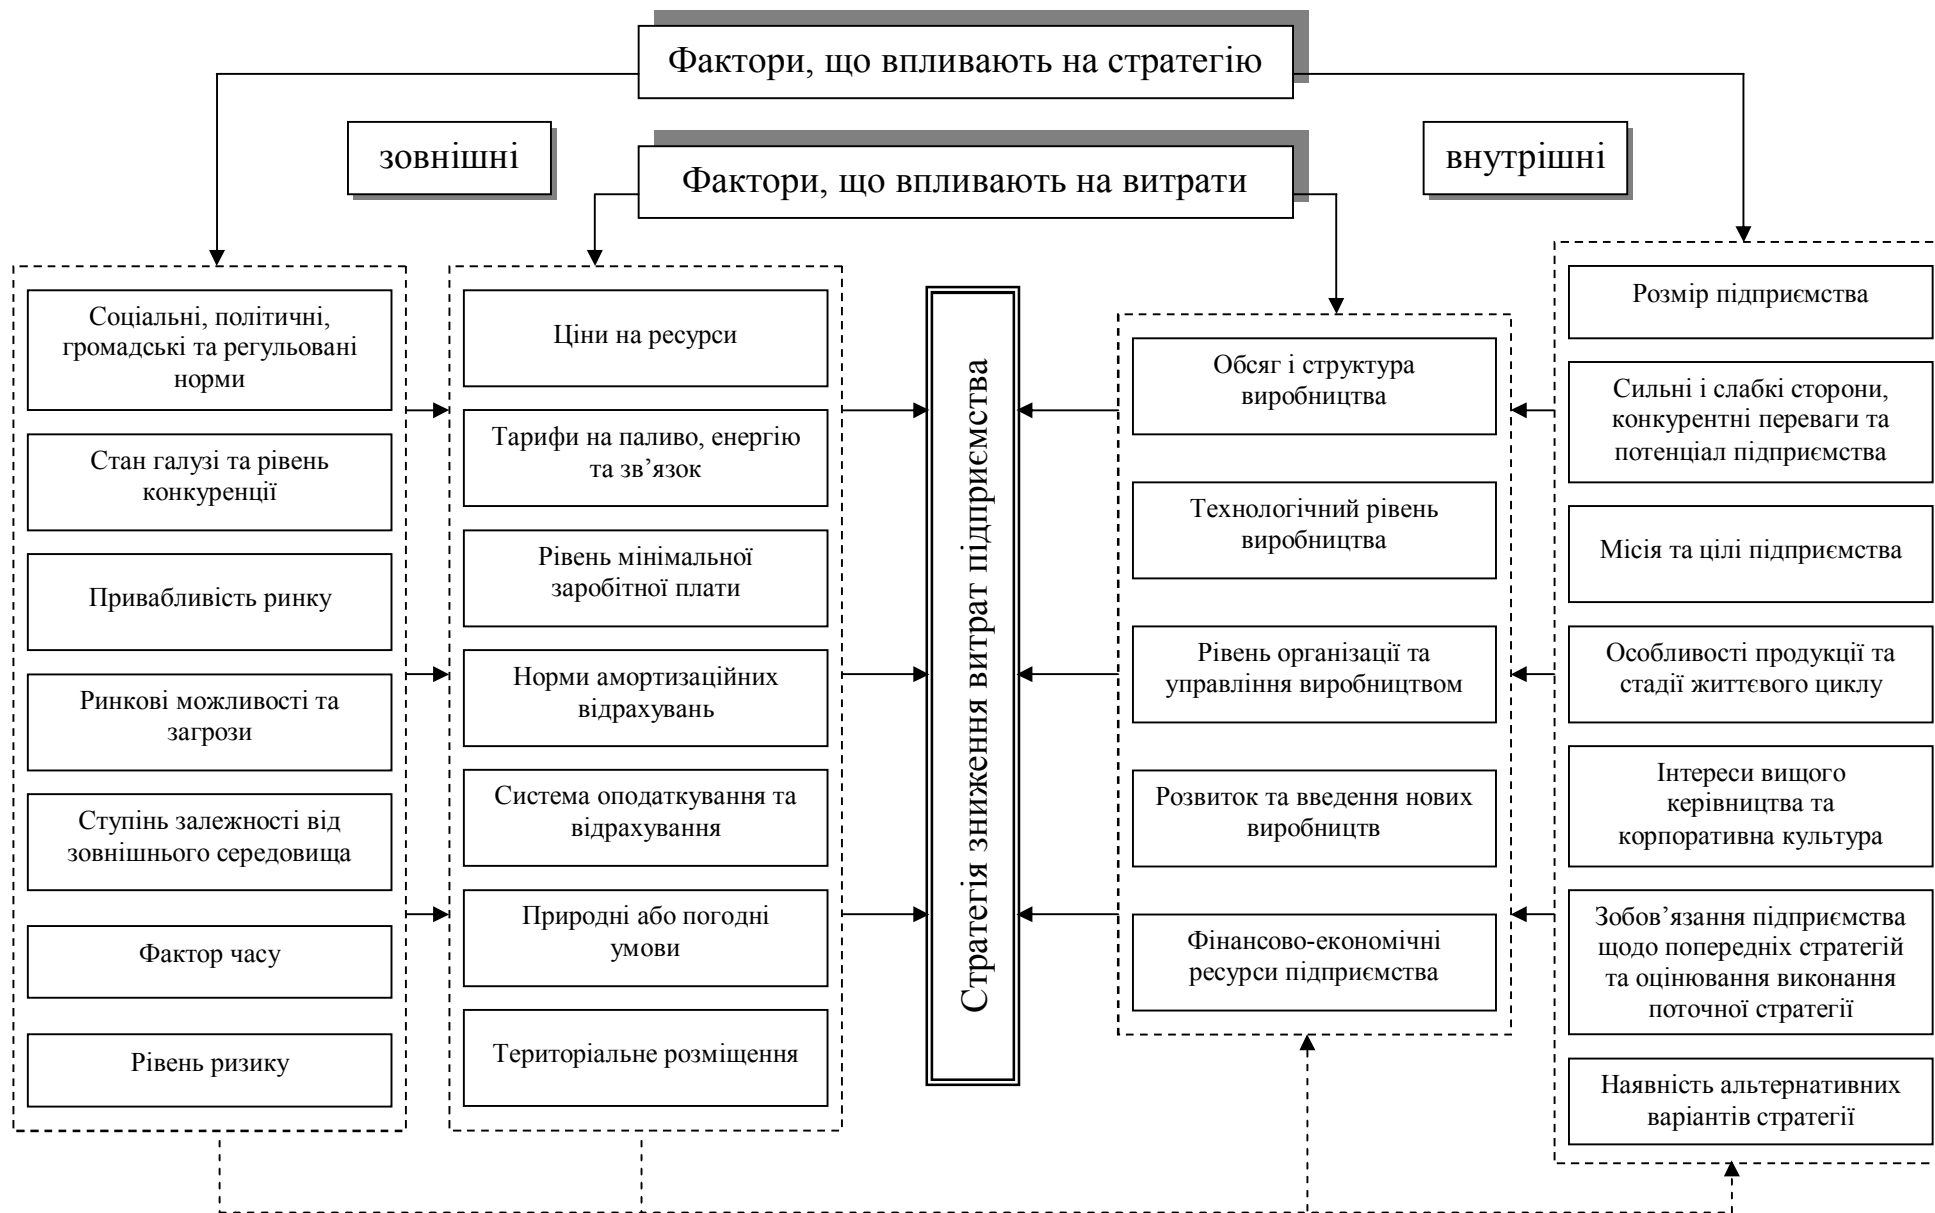 Фактори, що впливають на стратегію
зовнішні
Фактори, що впливають на витрати
внутрішні
Соціальні, політичні,
громадські та регульовані
норми
Стан галузі та рівень
конкуренції
Привабливість ринку
Ринкові можливості та
загрози
Ступінь залежності від
зовнішнього середовища
Фактор часу
Рівень ризику
Ціни на ресурси
Тарифи на паливо, енергію
та зв’язок
Рівень мінімальної
заробітної плати
Норми амортизаційних
відрахувань
Система оподаткування та
відрахування
Природні або погодні
умови
Територіальне розміщення
Стратегія зниження витрат підприємства
Обсяг і структура
виробництва
Технологічний рівень
виробництва
Рівень організації та
управління виробництвом
Розвиток та введення нових
виробництв
Фінансово-економічні
ресурси підприємства
Розмір підприємства
Сильні і слабкі сторони,
конкурентні переваги та
потенціал підприємства
Місія та цілі підприємства
Особливості продукції та
стадії життєвого циклу
Інтереси вищого
керівництва та
корпоративна культура
Зобов’язання підприємства
щодо попередніх стратегій
та оцінювання виконання
поточної стратегії
Наявність альтернативних
варіантів стратегії